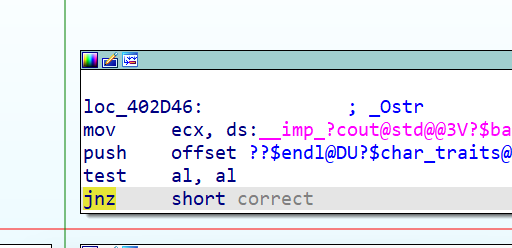 loc_402D46: ; _Ostr
mov ecx, ds:__imp_?cout@std@@3V?$ba
push offset ??$endl@DU?$char_traits@
test al, al
jnz short correct